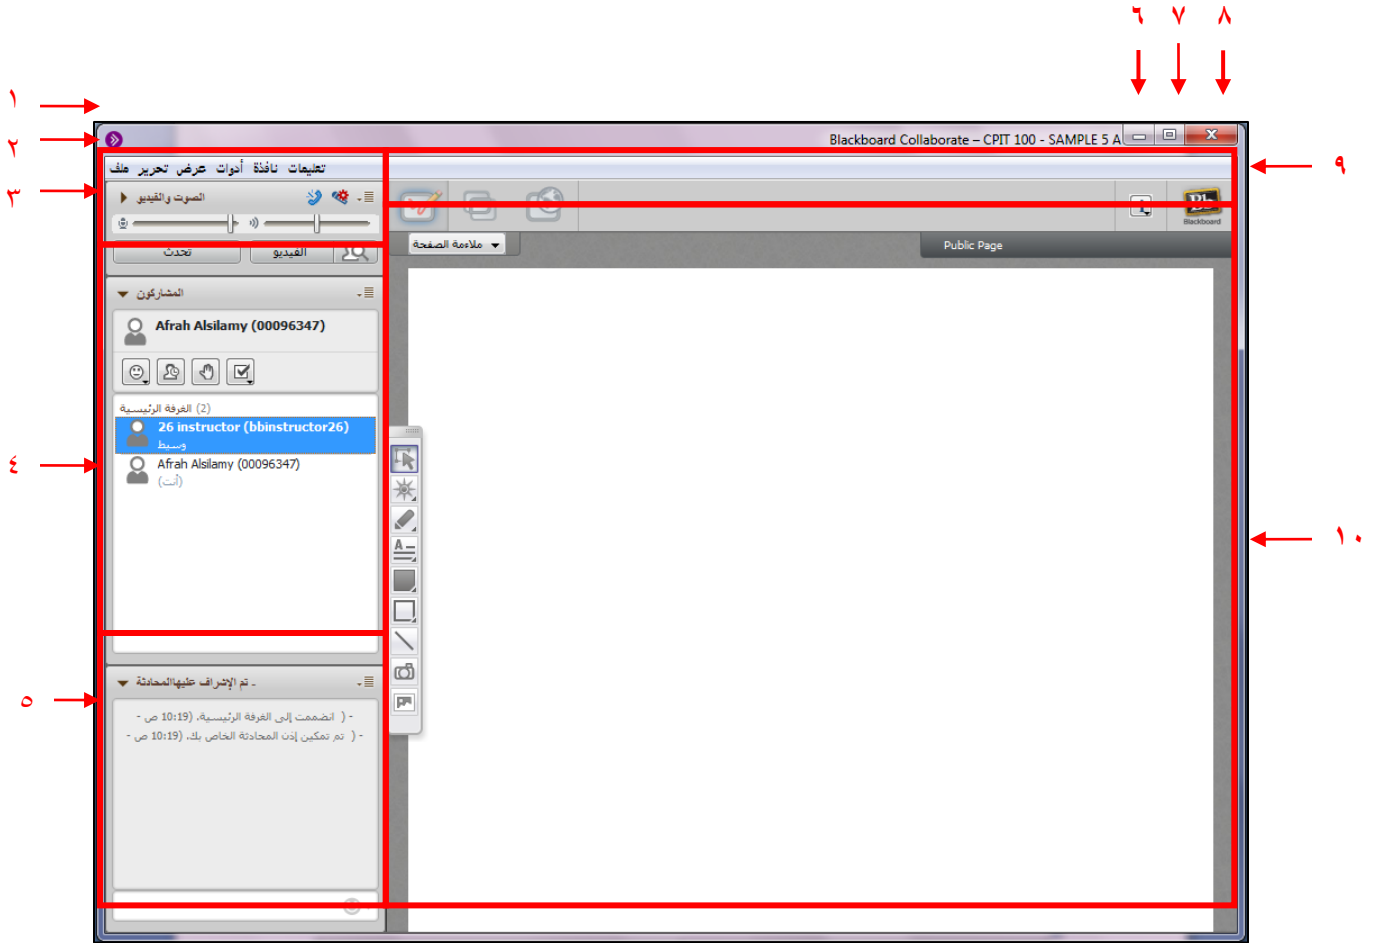 ٦ ٧ ٨
١
٢
٣
٤
٥
٩
١٠
Blackboard Collaborate – CPIT 100 - SAMPLE 5 A
ملف تحرير عرض أدوات نافذة تعليمات
الصوت والفيديو
تحدث
الفيديو
Blackboard
ملاءمة الصفحة
Public Page
المشاركون
Afrah Alsilamy (00096347)
الغرفة الرئيسية (2)
26 instructor (bbinstructor26)
وسيط
Afrah Alsilamy (00096347)
(أنت)
المحادثة - تم الإشراف عليها
- انضممت إلى الغرفة الرئيسية. (10:19 ص) -
- تم تمكين إذن المحادثة الخاص بك. (10:19 ص) -